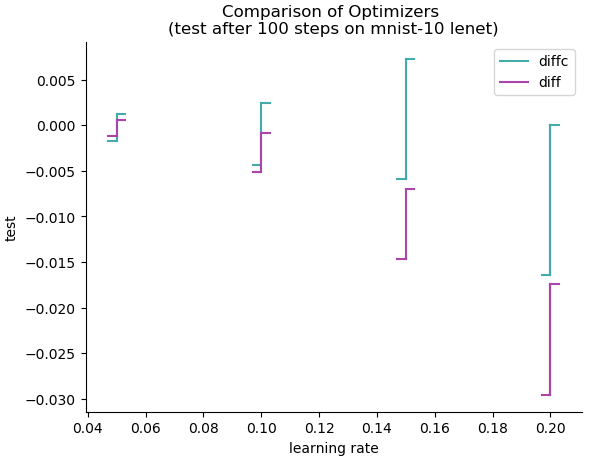 Comparison of Optimizers
(test after 100 steps on mnist-10 lenet)
diffc
diff
0.005
0.000
−0.005
−0.010
−0.015
−0.020
−0.025
−0.030
test
0.04
0.06
0.08
0.10
0.12
0.14
0.16
0.18
0.20
learning rate